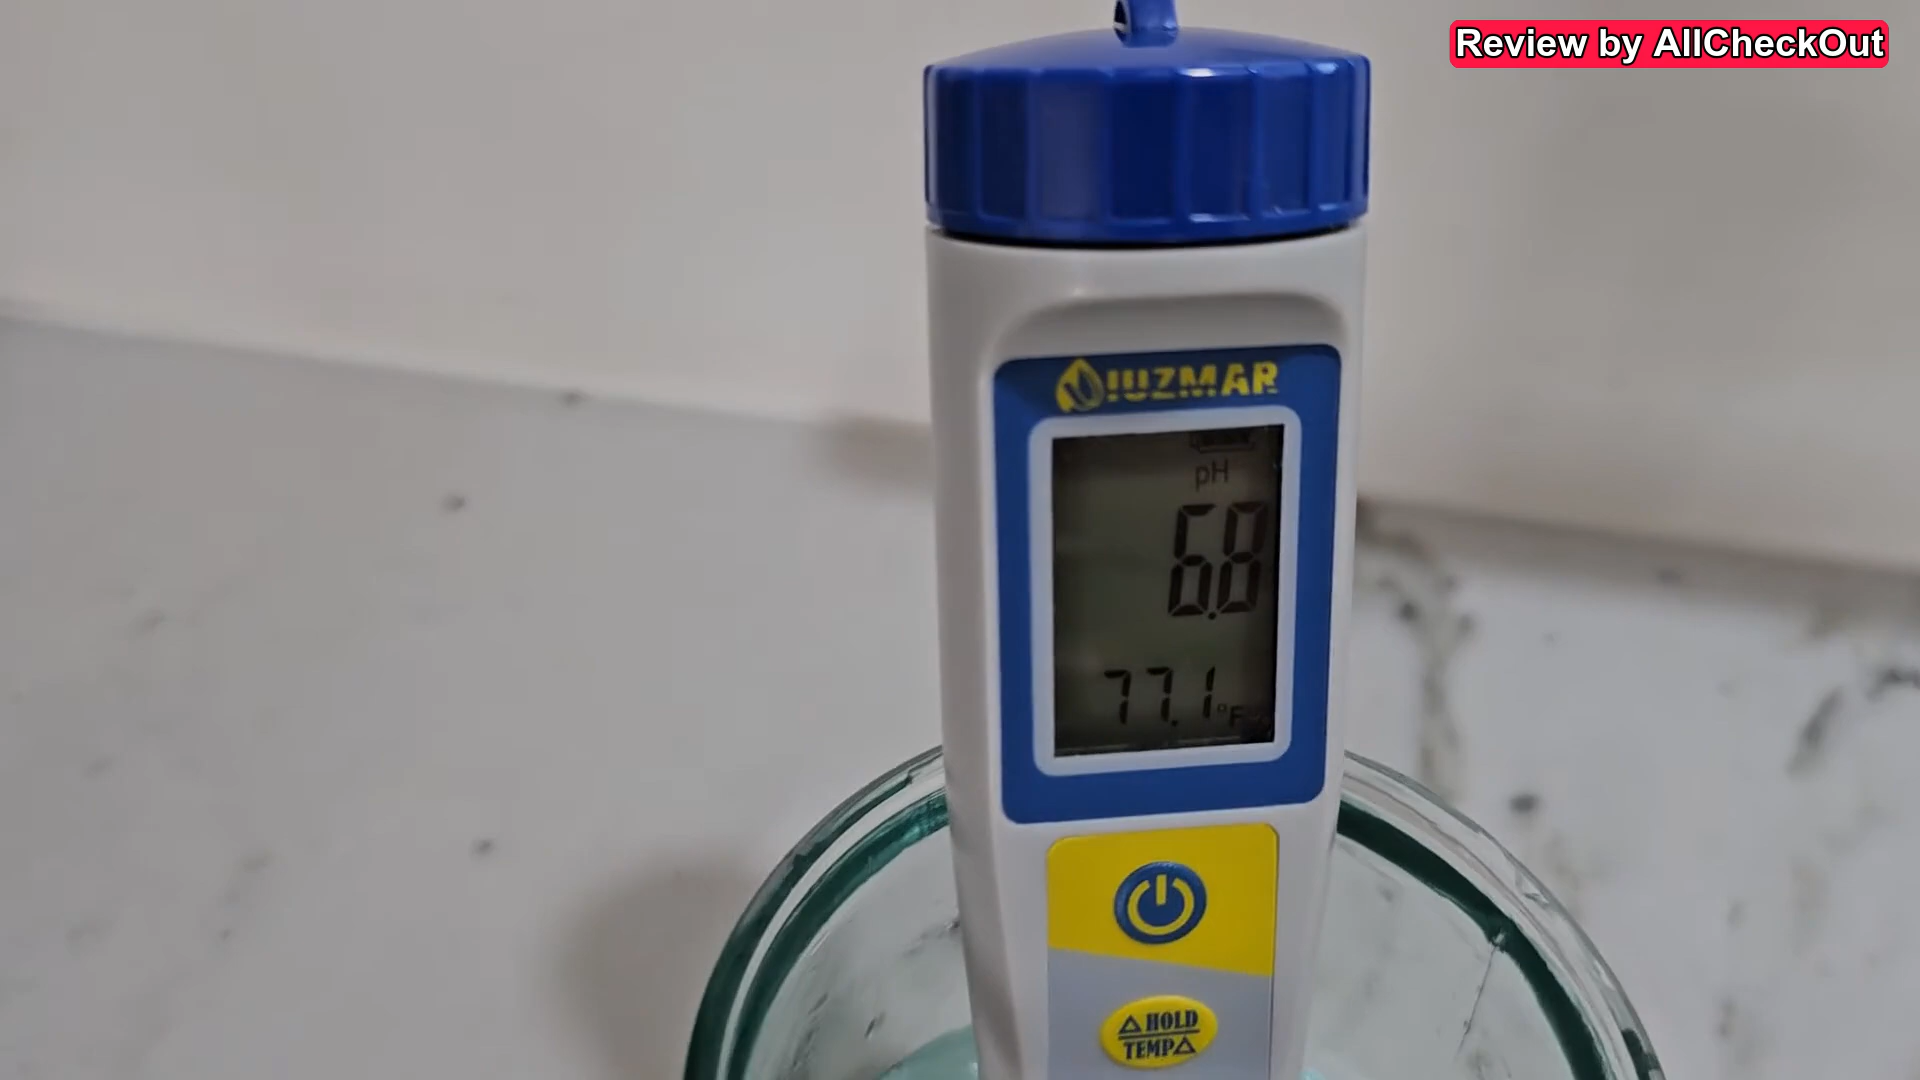 Review by AllCheckOut
IUZMAR
pH
6.8
77.1°F
HOLD
TEMP